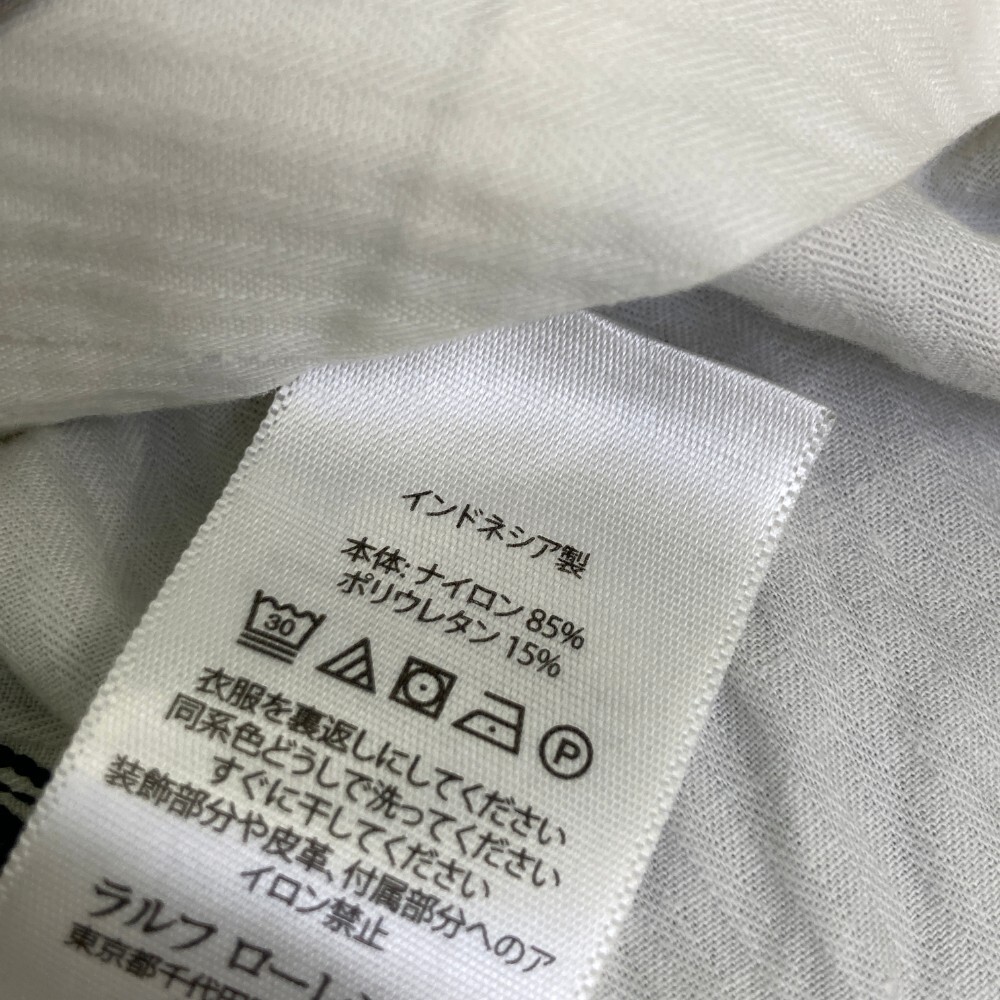 インドネシア製
本体: ナイロン 85%
ポリウレタン 15%
30 P
衣服を裏返しにしてください
同系色どうしで洗ってください
すぐに干してください
装飾部分や皮革、付属部分へのア
イロン禁止
ラルフ ローレ
東京都千代田